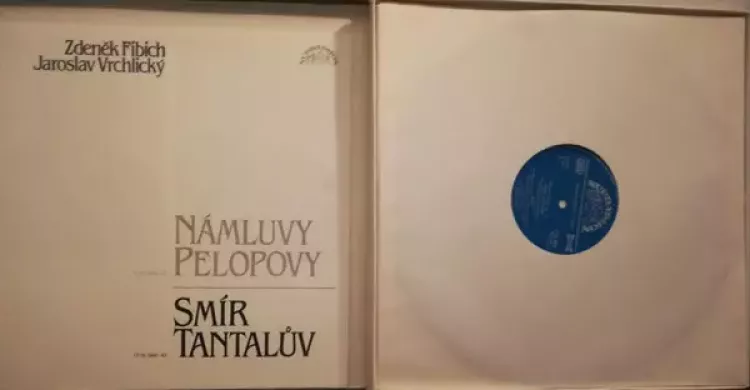 Zdeněk Fibich
Jaroslav Vrchlický
NÁMLUVY
PELOPOVY
SMÍR
TANTALŮV